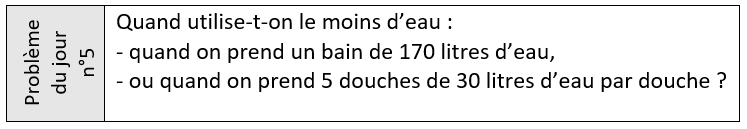 Problème
du jour
n°5
Quand utilise-t-on le moins d’eau :
- quand on prend un bain de 170 litres d’eau,
- ou quand on prend 5 douches de 30 litres d’eau par douche ?